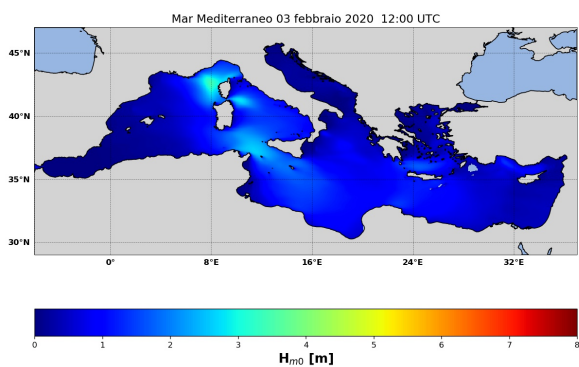 Mar Mediterraneo 03 febbraio 2020  12:00 UTC
45°N
40°N
35°N
30°N
0° 8°E 16°E 24°E 32°E
0 1 2 3 4 5 6 7 8
Hm0 [m]